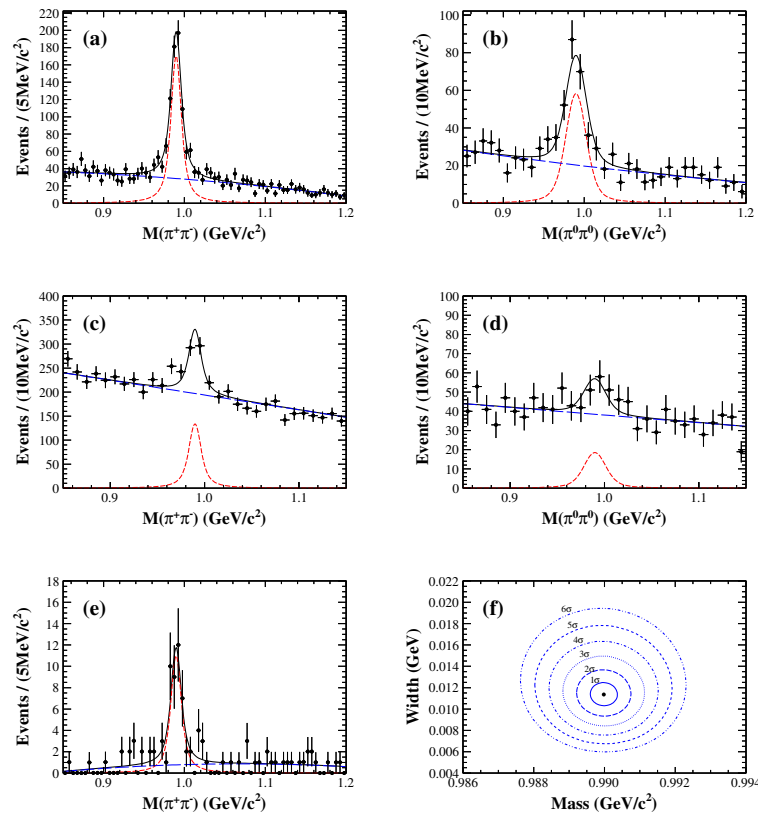 (a)
Events / (5MeV/c²)
0 20 40 60 80 100 120 140 160 180 200 220
0.9 1.0 1.1 1.2
M(π⁺π⁻) (GeV/c²)
(b)
Events / (10MeV/c²)
0 20 40 60 80 100
0.9 1.0 1.1 1.2
M(π⁰π⁰) (GeV/c²)
(c)
Events / (10MeV/c²)
0 50 100 150 200 250 300 350 400
0.9 1.0 1.1
M(π⁺π⁻) (GeV/c²)
(d)
Events / (10MeV/c²)
0 10 20 30 40 50 60 70 80 90 100
0.9 1.0 1.1
M(π⁰π⁰) (GeV/c²)
(e)
Events / (5MeV/c²)
0 2 4 6 8 10 12 14 16 18
0.9 1.0 1.1 1.2
M(π⁺π⁻) (GeV/c²)
(f)
Width (GeV)
0.004 0.006 0.008 0.010 0.012 0.014 0.016 0.018 0.020 0.022
6σ
5σ
4σ
3σ
2σ
1σ
0.986 0.988 0.990 0.992 0.994
Mass (GeV/c²)